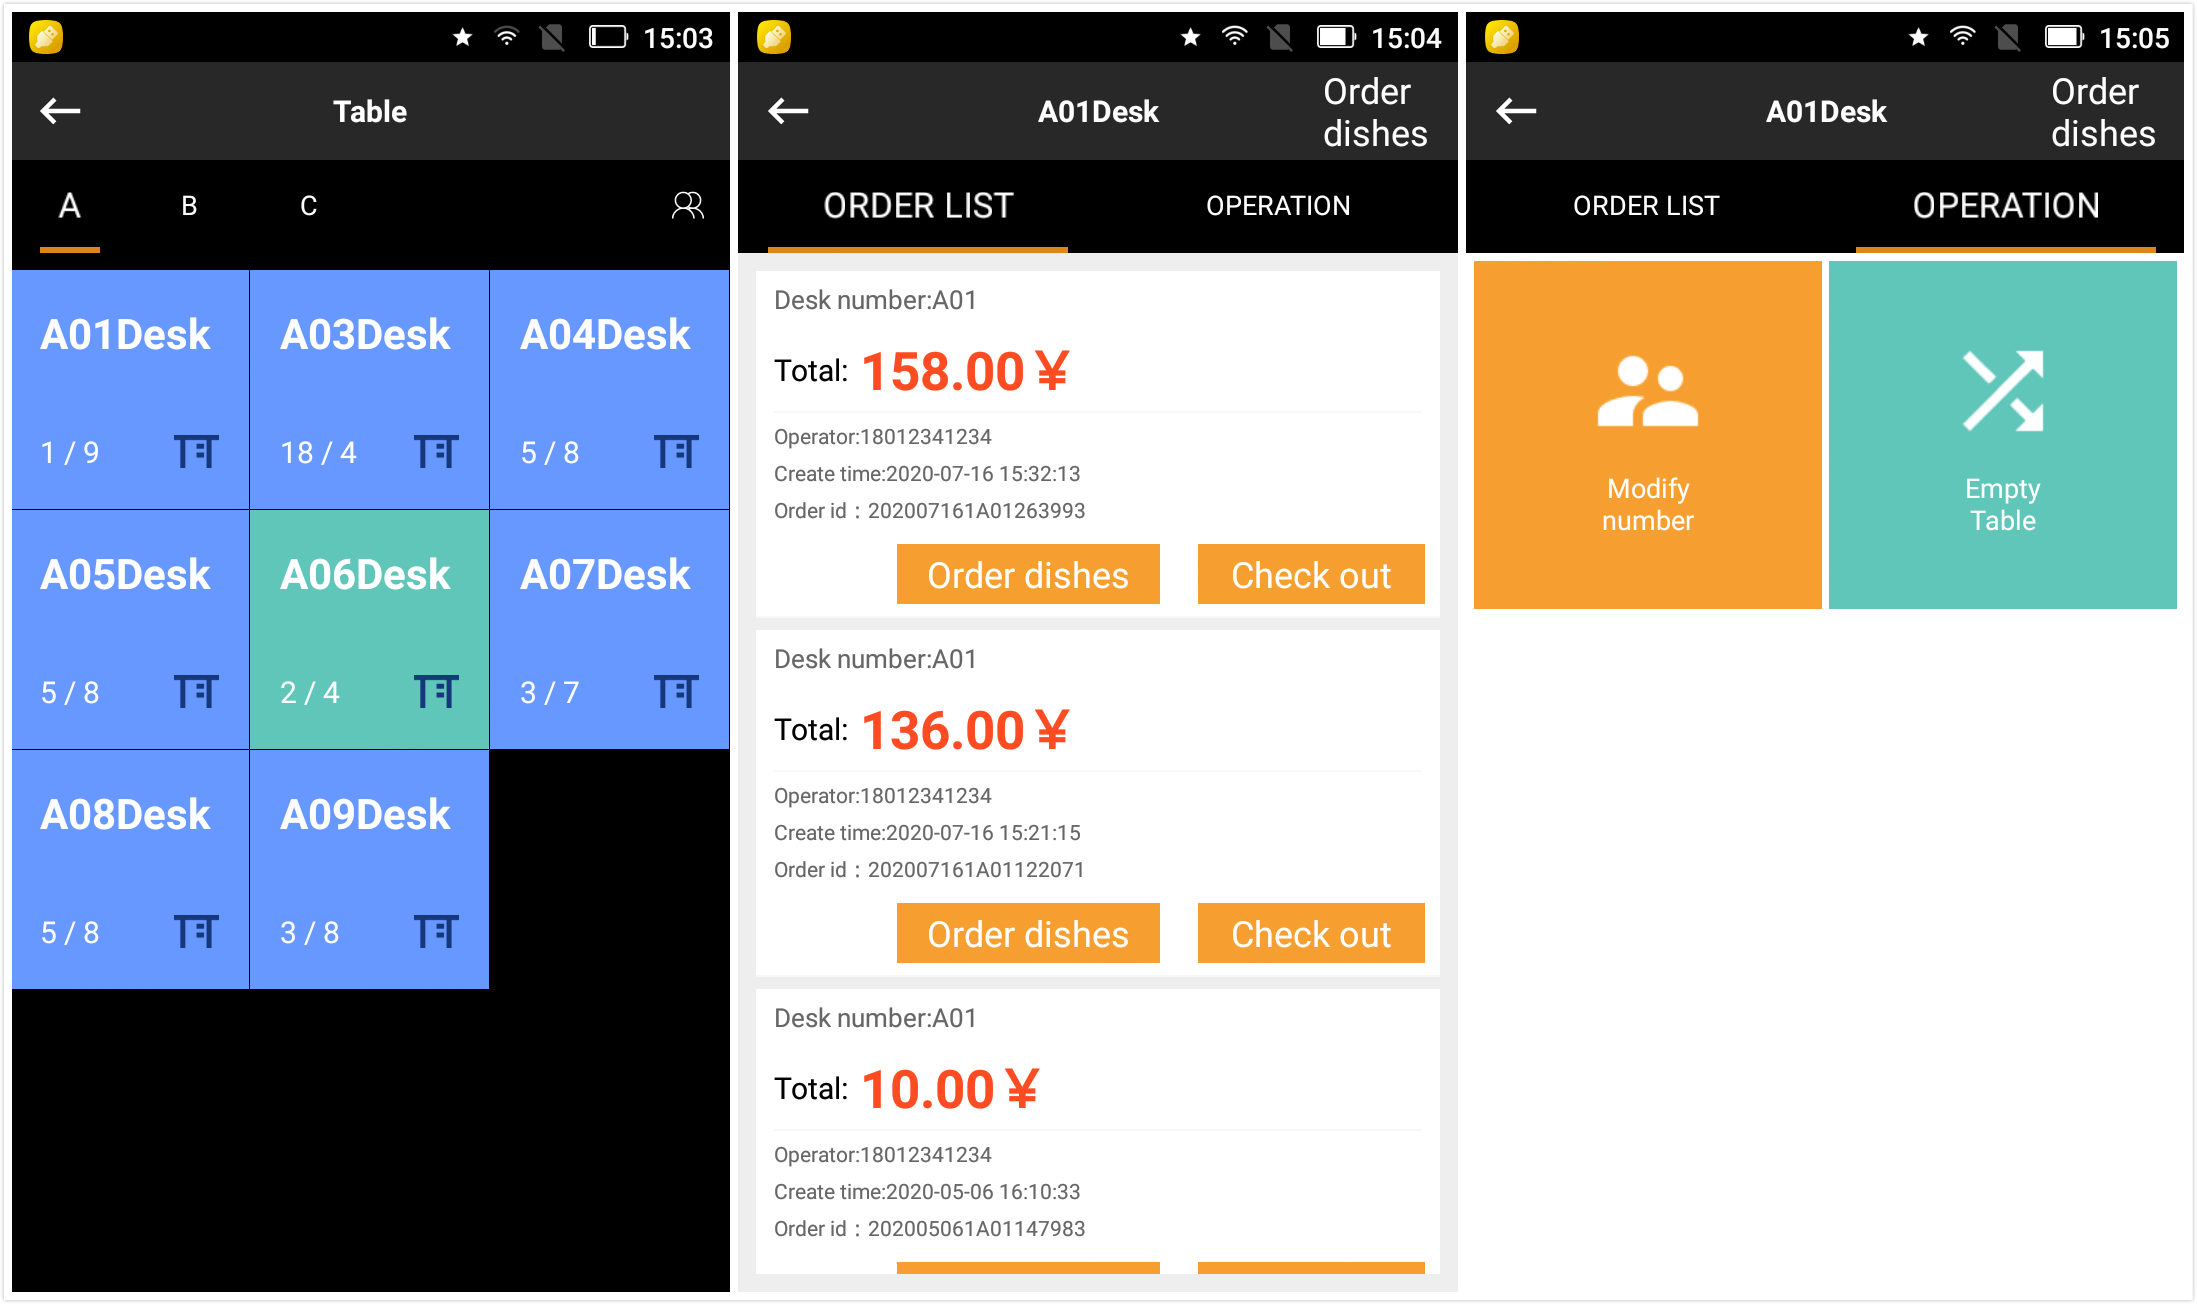 15:03
Table
A B C
A01Desk A03Desk A04Desk
1 / 9 18 / 4 5 / 8
A05Desk A06Desk A07Desk
5 / 8 2 / 4 3 / 7
A08Desk A09Desk
5 / 8 3 / 8
15:04
A01Desk
Order
dishes
ORDER LIST OPERATION
Desk number:A01
Total: 158.00¥
Operator:18012341234
Create time:2020-07-16 15:32:13
Order id：202007161A01263993
Order dishes Check out
Desk number:A01
Total: 136.00¥
Operator:18012341234
Create time:2020-07-16 15:21:15
Order id：202007161A01122071
Order dishes Check out
Desk number:A01
Total: 10.00¥
Operator:18012341234
Create time:2020-05-06 16:10:33
Order id：202005061A01147983
15:05
A01Desk
Order
dishes
ORDER LIST OPERATION
Modify
number
Empty
Table